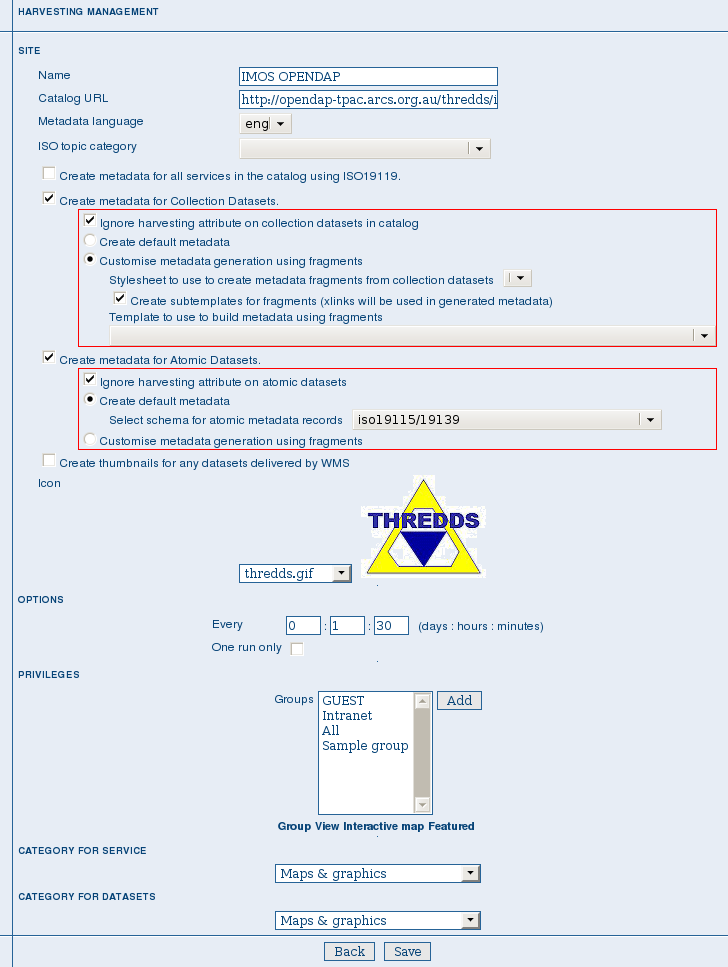 HARVESTING MANAGEMENT
SITE
Name IMOS OPENDAP
Catalog URL http://opendap-tpac.arcs.org.au/thredds/i
Metadata language eng
ISO topic category
Create metadata for all services in the catalog using ISO19119.
Create metadata for Collection Datasets.
Ignore harvesting attribute on collection datasets in catalog
Create default metadata
Customise metadata generation using fragments
Stylesheet to use to create metadata fragments from collection datasets
Create subtemplates for fragments (xlinks will be used in generated metadata)
Template to use to build metadata using fragments
Create metadata for Atomic Datasets.
Ignore harvesting attribute on atomic datasets
Create default metadata
Select schema for atomic metadata records iso19115/19139
Customise metadata generation using fragments
Create thumbnails for any datasets delivered by WMS
Icon
THREDDS
thredds.gif
OPTIONS
Every 0 : 1 : 30 (days : hours : minutes)
One run only
PRIVILEGES
Groups GUEST Add
Intranet
All
Sample group
Group View Interactive map Featured
CATEGORY FOR SERVICE
Maps & graphics
CATEGORY FOR DATASETS
Maps & graphics
Back Save